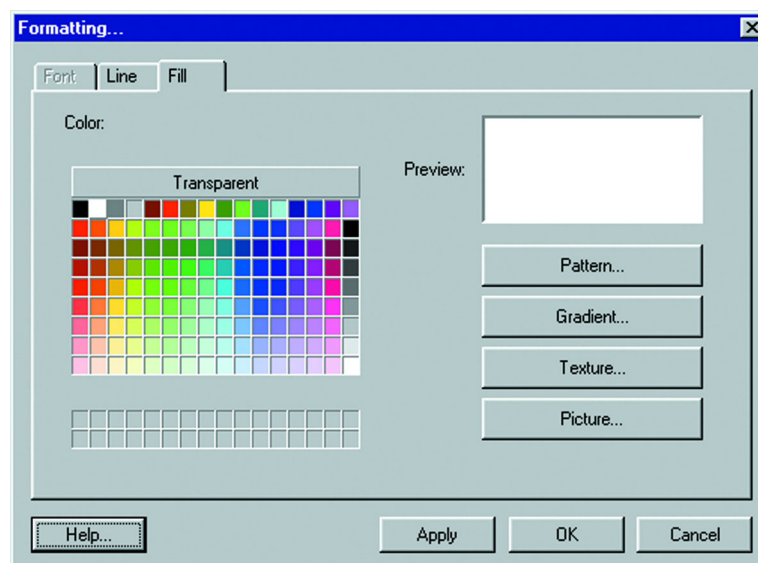 Formatting...
Font Line Fill
Color:
Transparent
Preview:
Pattern...
Gradient...
Texture...
Picture...
Help... Apply OK Cancel